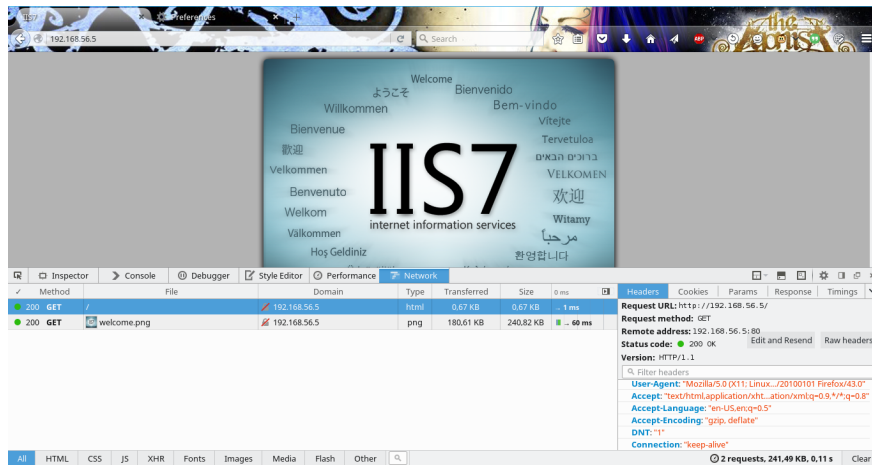 IIS7
Preferences
192.168.56.5
Search
ABP
Welcome
ようこそ Bienvenido
Willkommen Bem-vindo
Vítejte
Bienvenue Tervetuloa
歡迎 ברוכים הבאים
Velkommen VELKOMEN
IIS7
Benvenuto 欢迎
Welkom Witamy
internet information services
Välkommen مرحباً
Hoş Geldiniz 환영합니다
Inspector Console Debugger Style Editor Performance Network
✓ Method File Domain Type Transferred Size 0 ms Headers Cookies Params Response Timings
200 GET / 192.168.56.5 html 0,67 KB 0,67 KB → 1 ms
200 GET welcome.png 192.168.56.5 png 180,61 KB 240,82 KB → 60 ms
Request URL: http://192.168.56.5/
Request method: GET
Remote address: 192.168.56.5:80
Status code: 200 OK Edit and Resend Raw headers
Version: HTTP/1.1
Filter headers
User-Agent: "Mozilla/5.0 (X11; Linux.../20100101 Firefox/43.0"
Accept: "text/html,application/xht...ation/xml;q=0.9,*/*;q=0.8"
Accept-Language: "en-US,en;q=0.5"
Accept-Encoding: "gzip, deflate"
DNT: "1"
Connection: "keep-alive"
All HTML CSS JS XHR Fonts Images Media Flash Other 2 requests, 241,49 KB, 0,11 s Clear